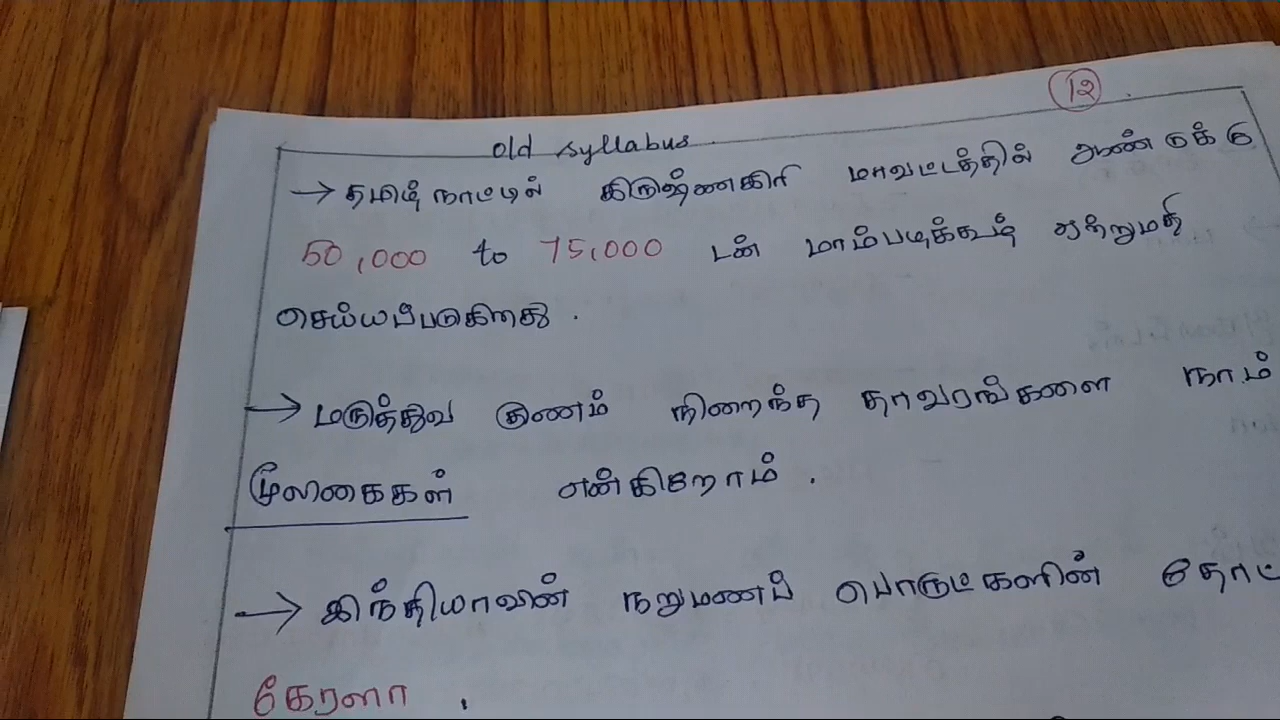 12
old syllabus
→ தமிழ் நாட்டில் கிருஷ்ணகிரி மாவட்டத்தில் ஆண்டுக்கு
50,000 to 75,000 டன் மாம்பழக்கூழ் ஏற்றுமதி
செய்யப்படுகிறது.
→ மருத்துவ குணம் நிறைந்த தாவரங்களை நாம்
மூலிகைகள் என்கிறோம்.
→ இந்தியாவின் நறுமணப் பொருட்களின் தோட்
கேரளா.